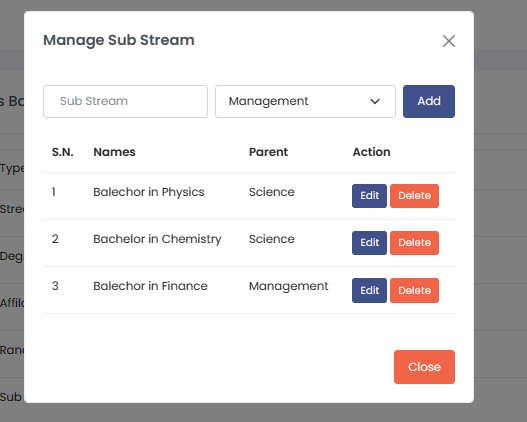 Manage Sub Stream
Sub Stream Management Add
S.N. Names Parent Action
1 Balechor in Physics Science Edit Delete
2 Bachelor in Chemistry Science Edit Delete
3 Balechor in Finance Management Edit Delete
Close
s Ba
Type
Stre
Deg
Affil
Ran
Sub